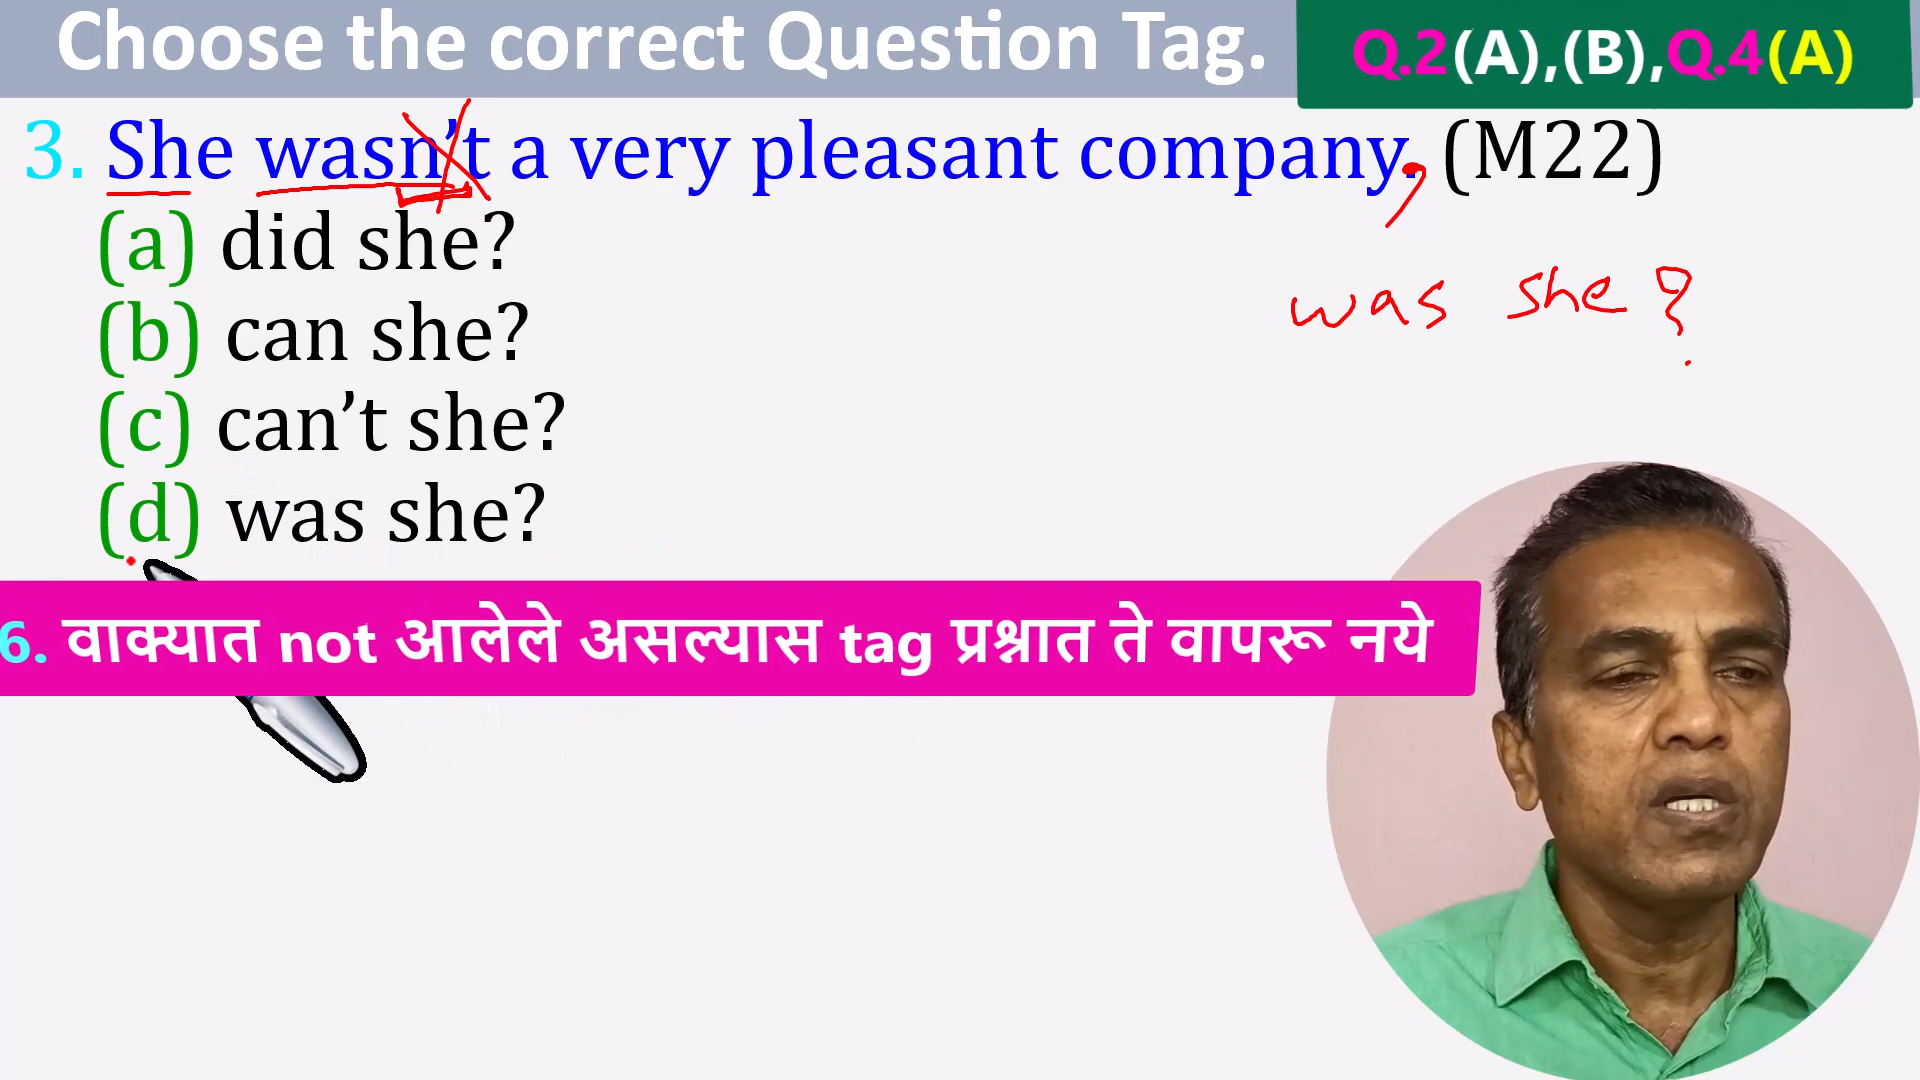 Choose the correct Question Tag.
Q.2(A),(B),Q.4(A)
3. She wasn't a very pleasant company. (M22)
(a) did she?
was she?
(b) can she?
(c) can't she?
(d) was she?
6. वाक्यात not आलेले असल्यास tag प्रश्नात ते वापरू नये